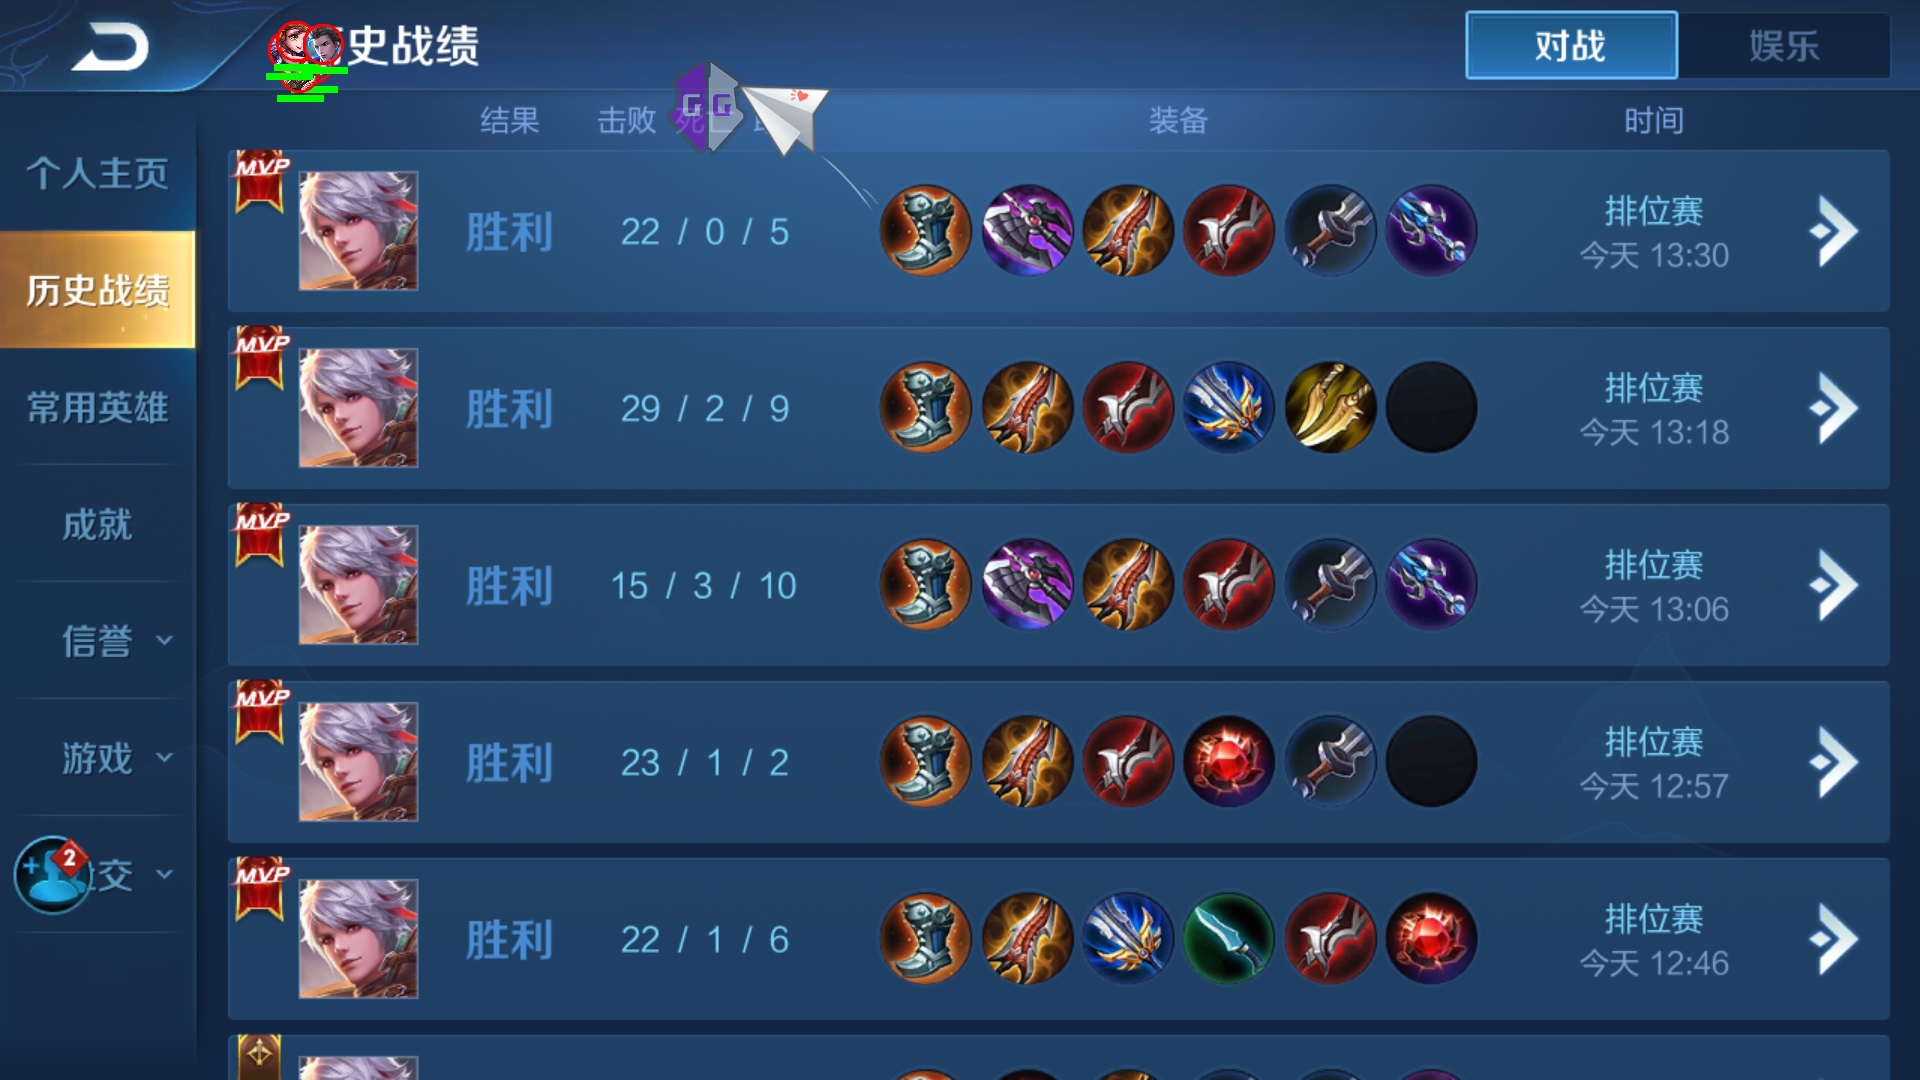 史战绩
对战
娱乐
结果
击败
装备
时间
个人主页
历史战绩
常用英雄
成就
信誉
游戏
交
2
GG
MVP
胜利
22 / 0 / 5
排位赛
今天 13:30
MVP
胜利
29 / 2 / 9
排位赛
今天 13:18
MVP
胜利
15 / 3 / 10
排位赛
今天 13:06
MVP
胜利
23 / 1 / 2
排位赛
今天 12:57
MVP
胜利
22 / 1 / 6
排位赛
今天 12:46